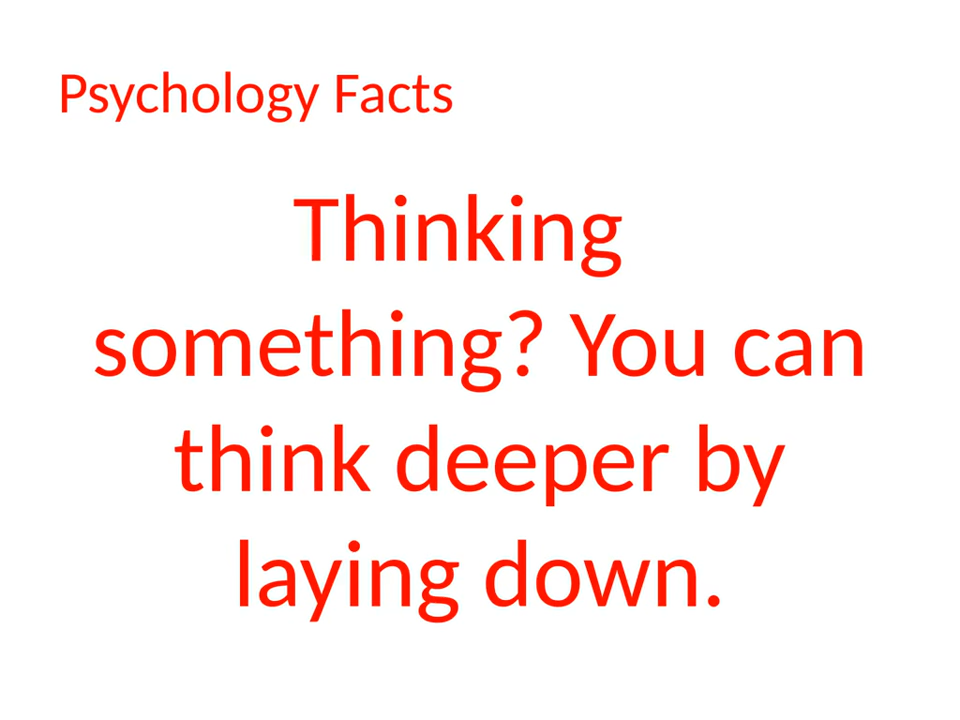 Psychology Facts
Thinking
something? You can
think deeper by
laying down.